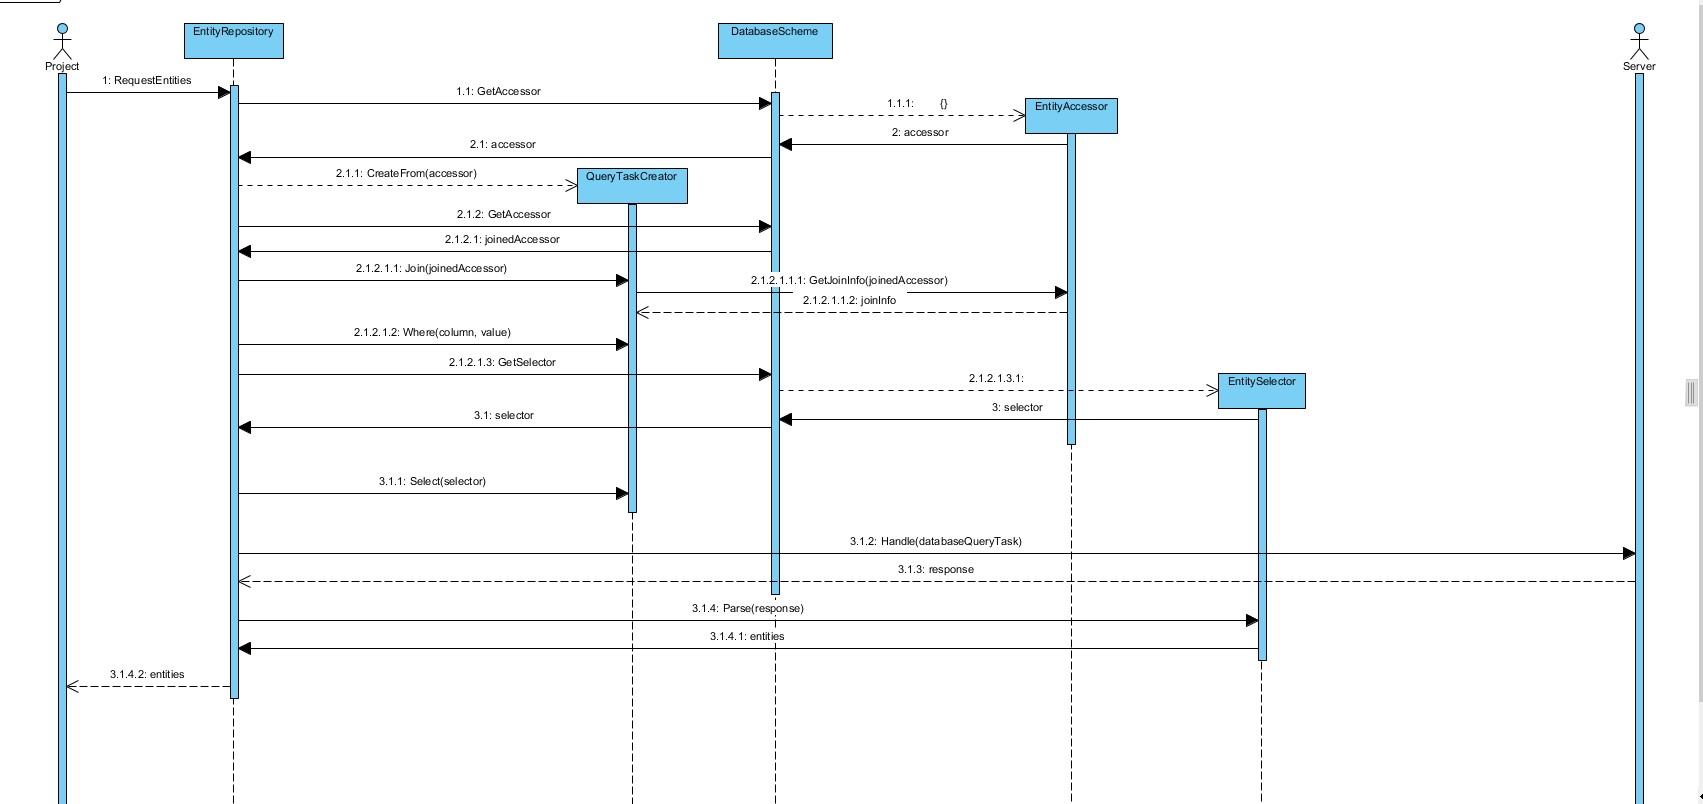 EntityRepository
DatabaseScheme
Project
Server
1: RequestEntities
1.1: GetAccessor
1.1.1: {}
EntityAccessor
2: accessor
2.1: accessor
2.1.1: CreateFrom(accessor)
QueryTaskCreator
2.1.2: GetAccessor
2.1.2.1: joinedAccessor
2.1.2.1.1: Join(joinedAccessor)
2.1.2.1.1.1: GetJoinInfo(joinedAccessor)
2.1.2.1.1.2: joinInfo
2.1.2.1.2: Where(column, value)
2.1.2.1.3: GetSelector
2.1.2.1.3.1:
EntitySelector
3: selector
3.1: selector
3.1.1: Select(selector)
3.1.2: Handle(databaseQueryTask)
3.1.3: response
3.1.4: Parse(response)
3.1.4.1: entities
3.1.4.2: entities